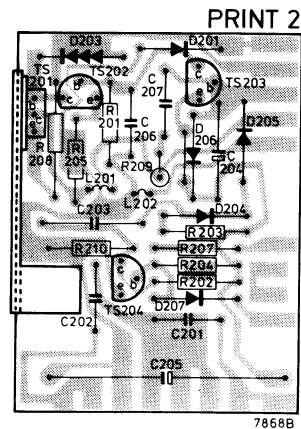 PRINT 2
D203
D201
TS
201
TS202
TS203
C
207
R
201
C
206
D
206
D205
C
204
R
208
R
205
R209
L201
L202
C203
D204
R203
R210
R207
R204
R202
TS204
D207
C202
C201
C205
7868B